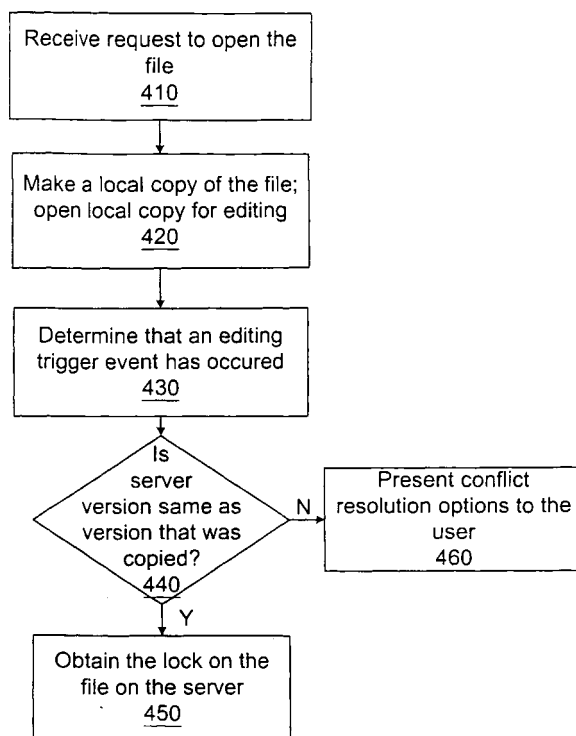 Receive request to open the
file
410
Make a local copy of the file;
open local copy for editing
420
Determine that an editing
trigger event has occured
430
Is
server
version same as
version that was
copied?
440
N
Present conflict
resolution options to the
user
460
Y
Obtain the lock on the
file on the server
450